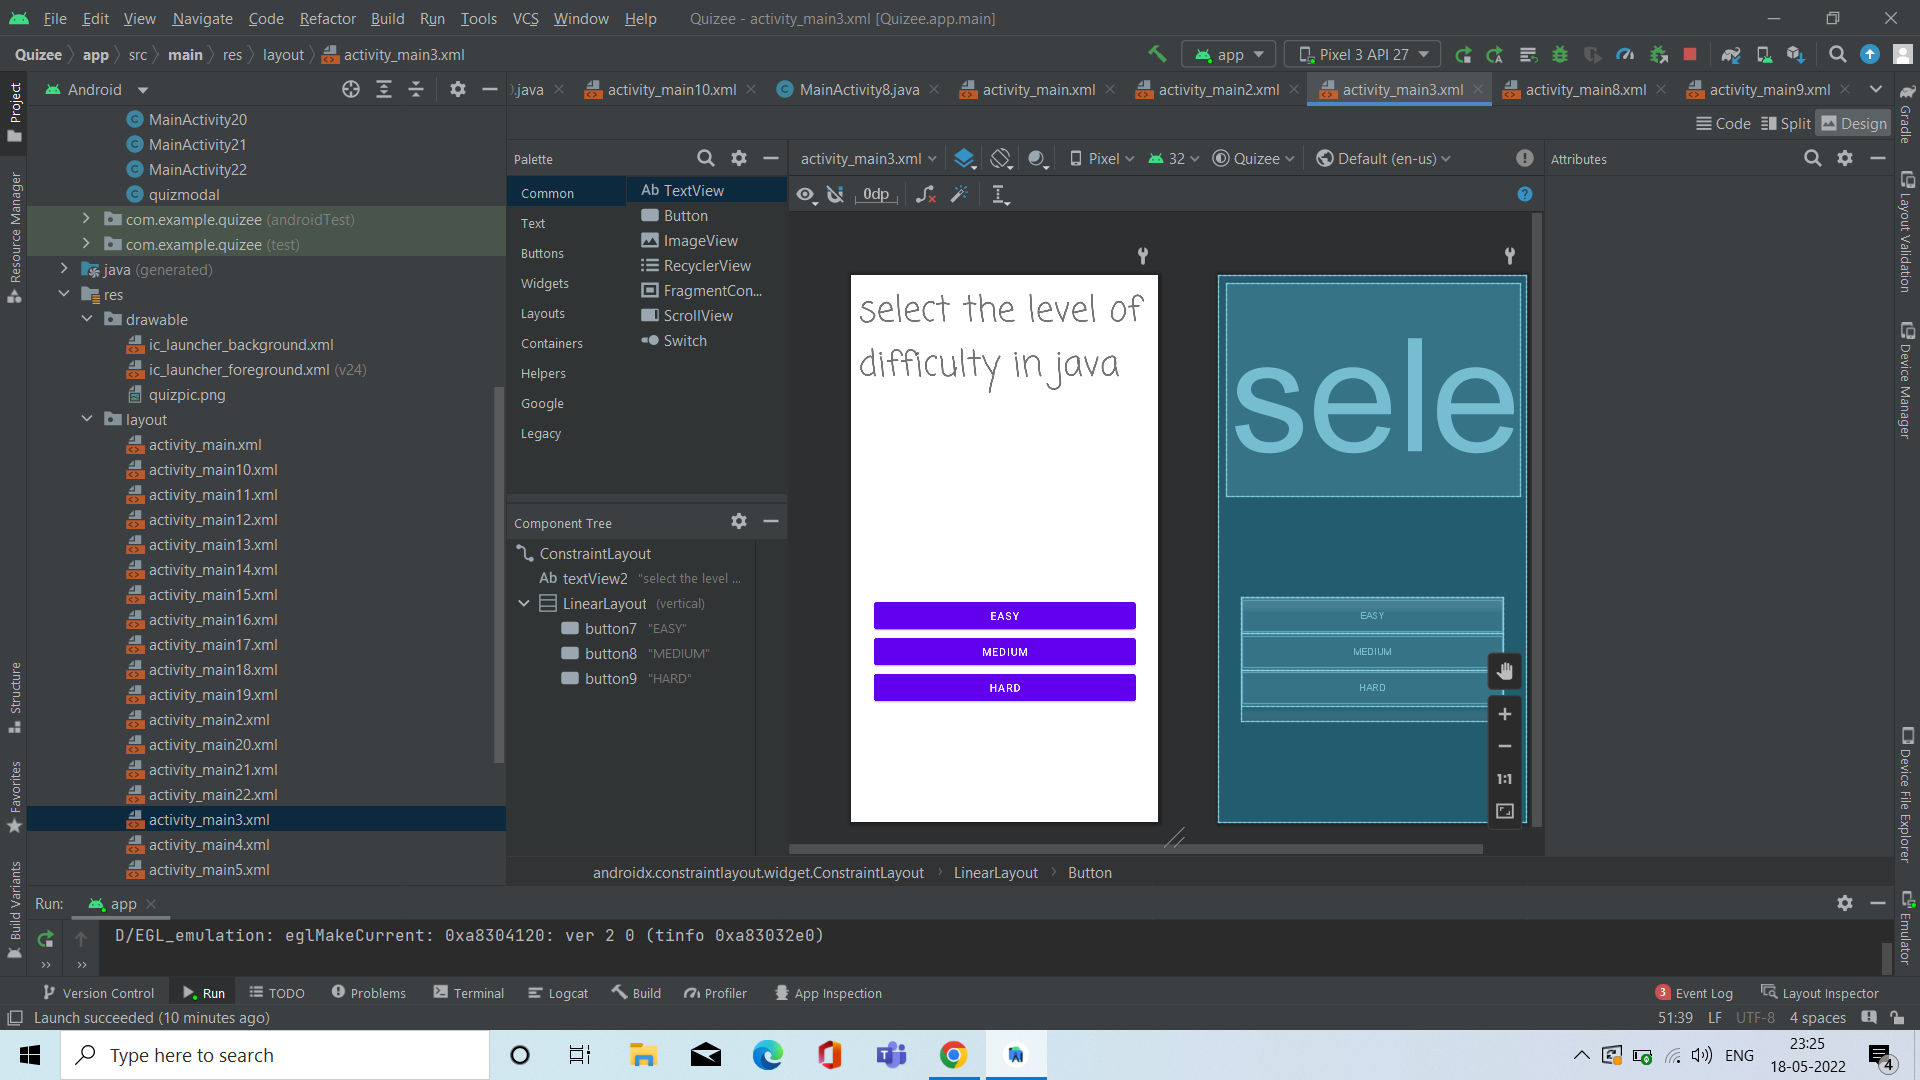 File Edit View Navigate Code Refactor Build Run Tools VCS Window Help Quizee - activity_main3.xml [Quizee.app.main]
Quizee app src main res layout activity_main3.xml app Pixel 3 API 27
Android .java activity_main10.xml MainActivity8.java activity_main.xml activity_main2.xml activity_main3.xml activity_main8.xml activity_main9.xml
Code Split Design
Project
Resource Manager
Structure
Favorites
Build Variants
MainActivity20
MainActivity21
MainActivity22
quizmodal
com.example.quizee (androidTest)
com.example.quizee (test)
java (generated)
res
drawable
ic_launcher_background.xml
ic_launcher_foreground.xml (v24)
quizpic.png
layout
activity_main.xml
activity_main10.xml
activity_main11.xml
activity_main12.xml
activity_main13.xml
activity_main14.xml
activity_main15.xml
activity_main16.xml
activity_main17.xml
activity_main18.xml
activity_main19.xml
activity_main2.xml
activity_main20.xml
activity_main21.xml
activity_main22.xml
activity_main3.xml
activity_main4.xml
activity_main5.xml
Palette
Common
Text
Buttons
Widgets
Layouts
Containers
Helpers
Google
Legacy
Ab TextView
Button
ImageView
RecyclerView
FragmentCon...
ScrollView
Switch
Component Tree
ConstraintLayout
Ab textView2 "select the level ...
LinearLayout (vertical)
button7 "EASY"
button8 "MEDIUM"
button9 "HARD"
activity_main3.xml Pixel 32 Quizee Default (en-us)
0dp
select the level of
difficulty in java
EASY
MEDIUM
HARD
sele
EASY
MEDIUM
HARD
1:1
Attributes
Gradle
Layout Validation
Device Manager
Device File Explorer
Emulator
androidx.constraintlayout.widget.ConstraintLayout LinearLayout Button
Run: app
D/EGL_emulation: eglMakeCurrent: 0xa8304120: ver 2 0 (tinfo 0xa83032e0)
Version Control Run TODO Problems Terminal Logcat Build Profiler App Inspection 3 Event Log Layout Inspector
Launch succeeded (10 minutes ago) 51:39 LF UTF-8 4 spaces
Type here to search ENG 23:25
18-05-2022 4